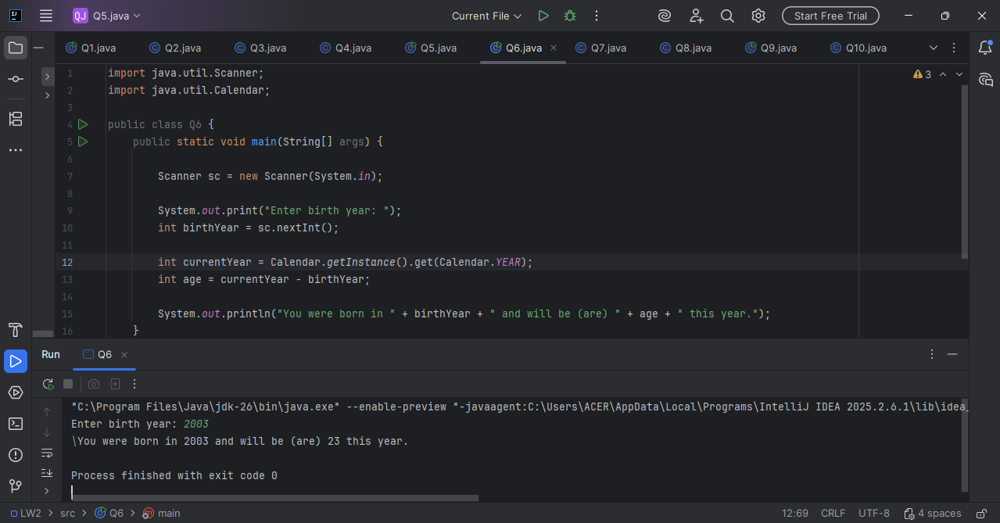 QJ Q5.java Current File Start Free Trial
Q1.java Q2.java Q3.java Q4.java Q5.java Q6.java Q7.java Q8.java Q9.java Q10.java
1 import java.util.Scanner; 3
2 import java.util.Calendar;
3
4 public class Q6 {
5 public static void main(String[] args) {
6
7 Scanner sc = new Scanner(System.in);
8
9 System.out.print("Enter birth year: ");
10 int birthYear = sc.nextInt();
11
12 int currentYear = Calendar.getInstance().get(Calendar.YEAR);
13 int age = currentYear - birthYear;
14
15 System.out.println("You were born in " + birthYear + " and will be (are) " + age + " this year.");
16 }
Run Q6
"C:\Program Files\Java\jdk-26\bin\java.exe" --enable-preview "-javaagent:C:\Users\ACER\AppData\Local\Programs\IntelliJ IDEA 2025.2.6.1\lib\idea_
Enter birth year: 2003
\You were born in 2003 and will be (are) 23 this year.
Process finished with exit code 0
LW2 > src > Q6 > main 12:69 CRLF UTF-8 4 spaces